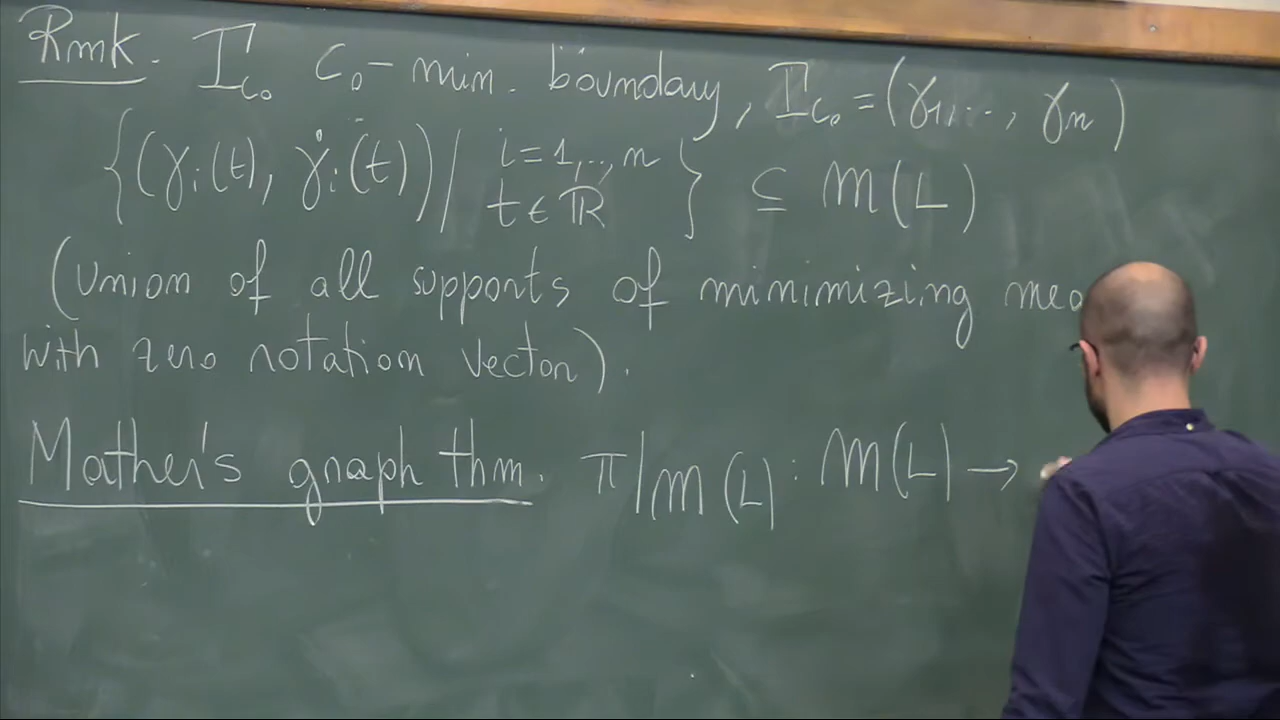 Rmk. Γ_{c₀} c₀-min. boundary, Γ_{c₀} = (γ₁, ..., γₙ)
{(γᵢ(t), γ̇ᵢ(t)) | i=1,..,n t∈ℝ} ⊆ M(L)
(union of all supports of minimizing mea
with zero rotation vector).
Mather's graph thm. π|M(L) : M(L) →